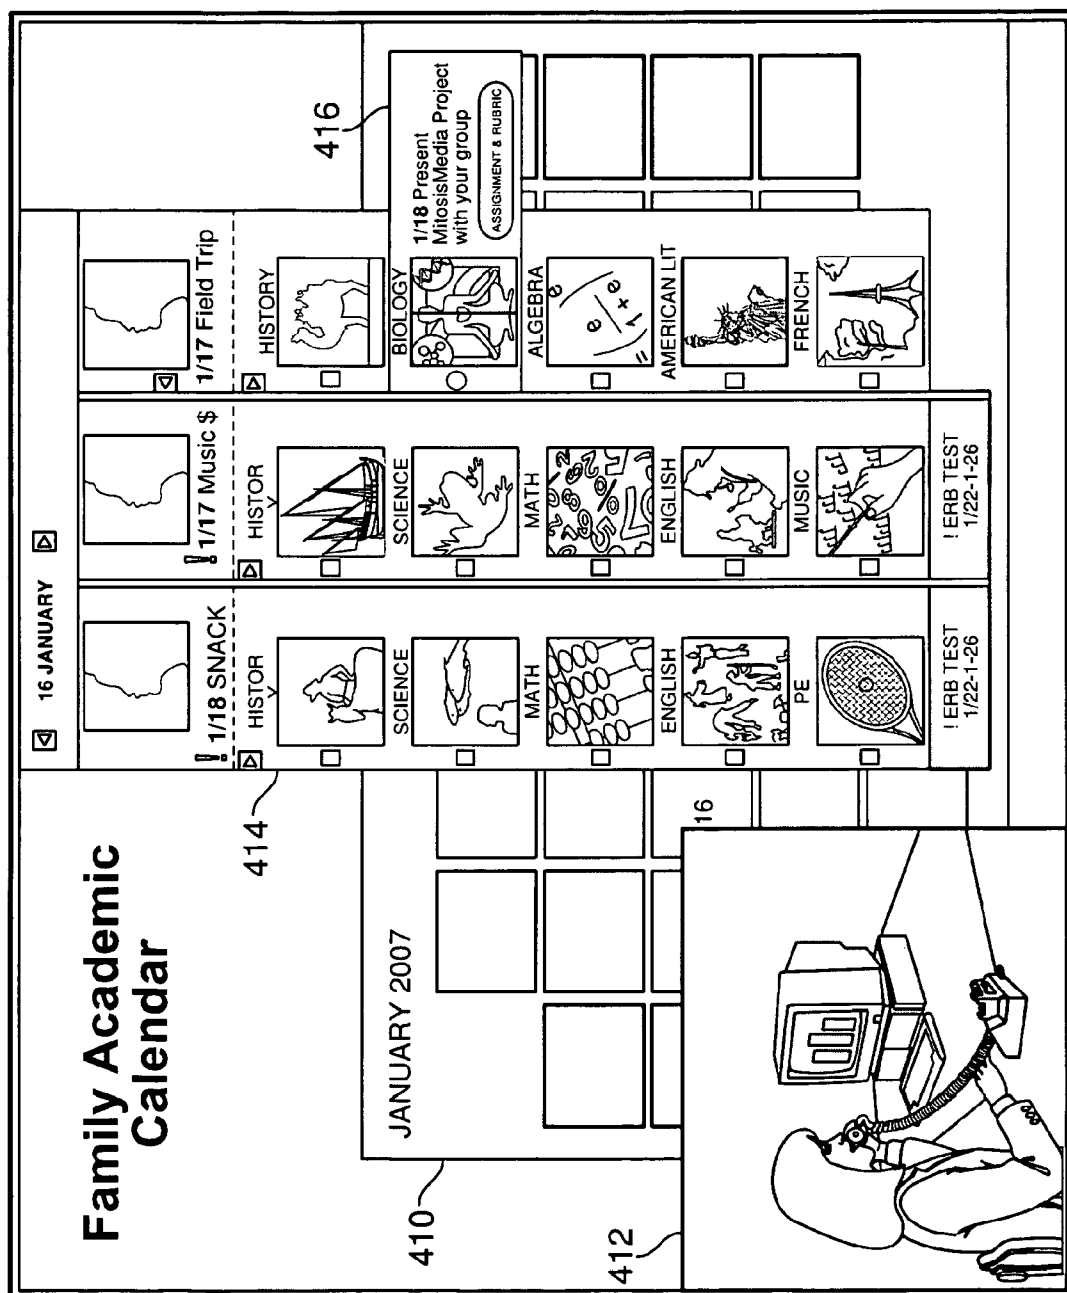 Family Academic
Calendar
16 JANUARY
414
! 1/18 SNACK
HISTOR
Y
SCIENCE
MATH
ENGLISH
PE
! ERB TEST
1/22-1-26
! 1/17 Music $
HISTOR
Y
SCIENCE
MATH
ENGLISH
MUSIC
! ERB TEST
1/22-1-26
1/17 Field Trip
HISTORY
BIOLOGY
1/18 Present
MitosisMedia Project
with your group
ASSIGNMENT & RUBRIC
416
ALGEBRA
= e / 1 + e
AMERICAN LIT
FRENCH
410
JANUARY 2007
16
412